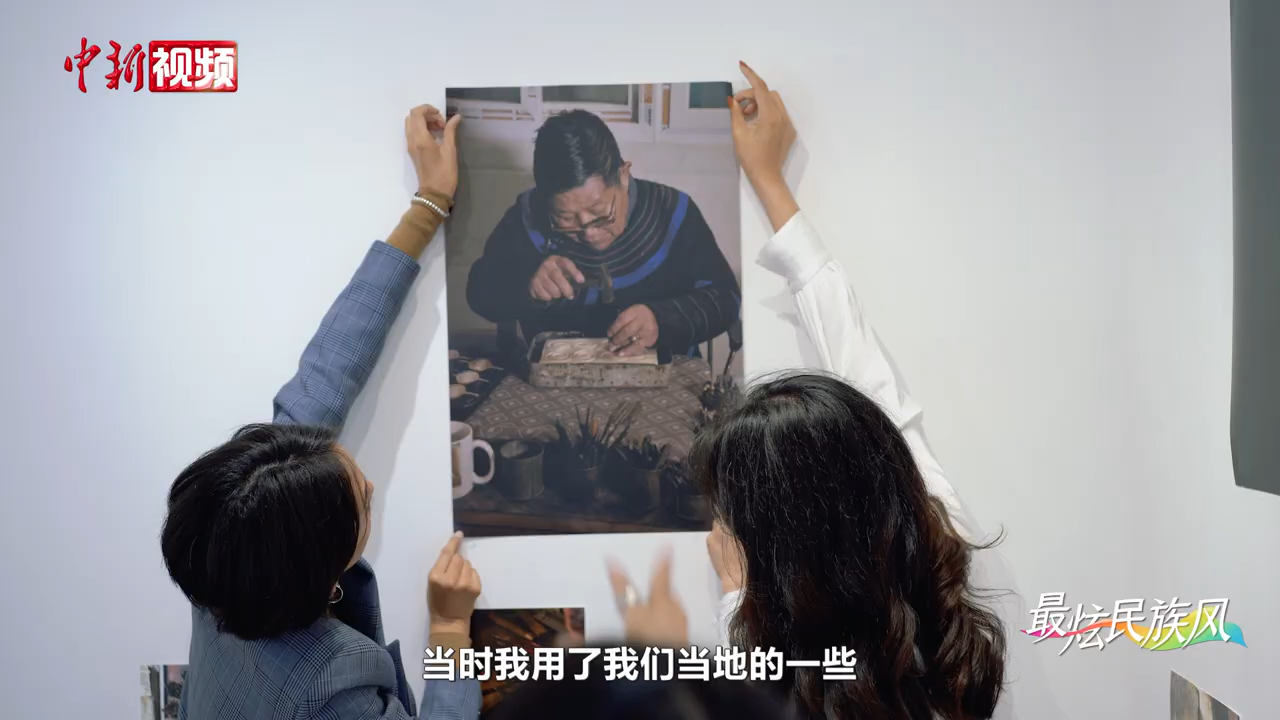 中新视频
最炫民族风
当时我用了我们当地的一些